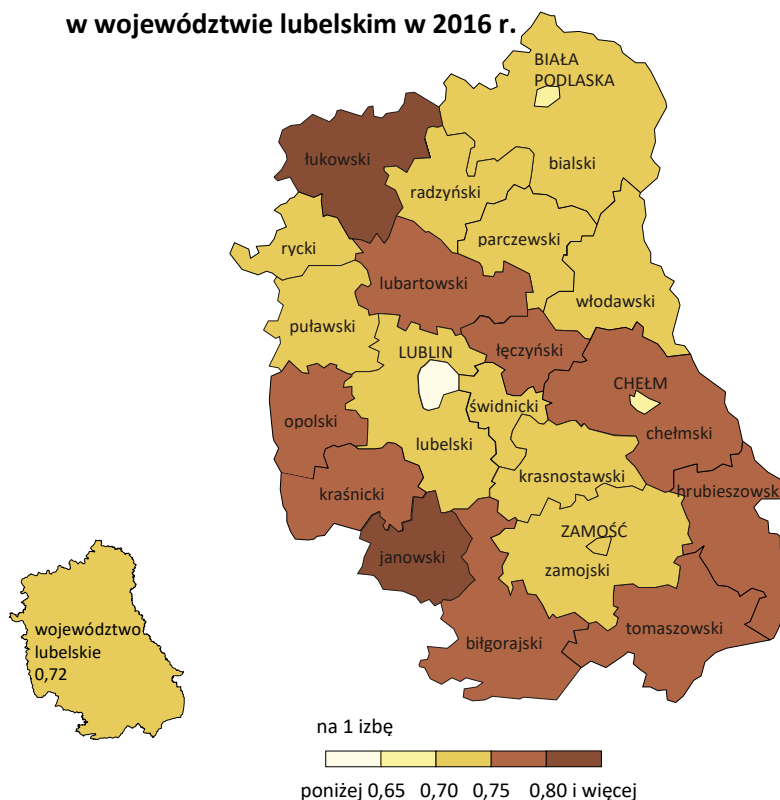 w województwie lubelskim w 2016 r.
BIAŁA
PODLASKA
łukowski
bialski
radzyński
rycki
parczewski
lubartowski
włodawski
puławski
LUBLIN
łęczyński
CHEŁM
opolski
świdnicki
chełmski
lubelski
krasnostawski
kraśnicki
hrubieszowsk
ZAMOŚĆ
janowski
zamojski
województwo
lubelskie
0,72
biłgorajski
tomaszowski
na 1 izbę
poniżej 0,65 0,70 0,75 0,80 i więcej